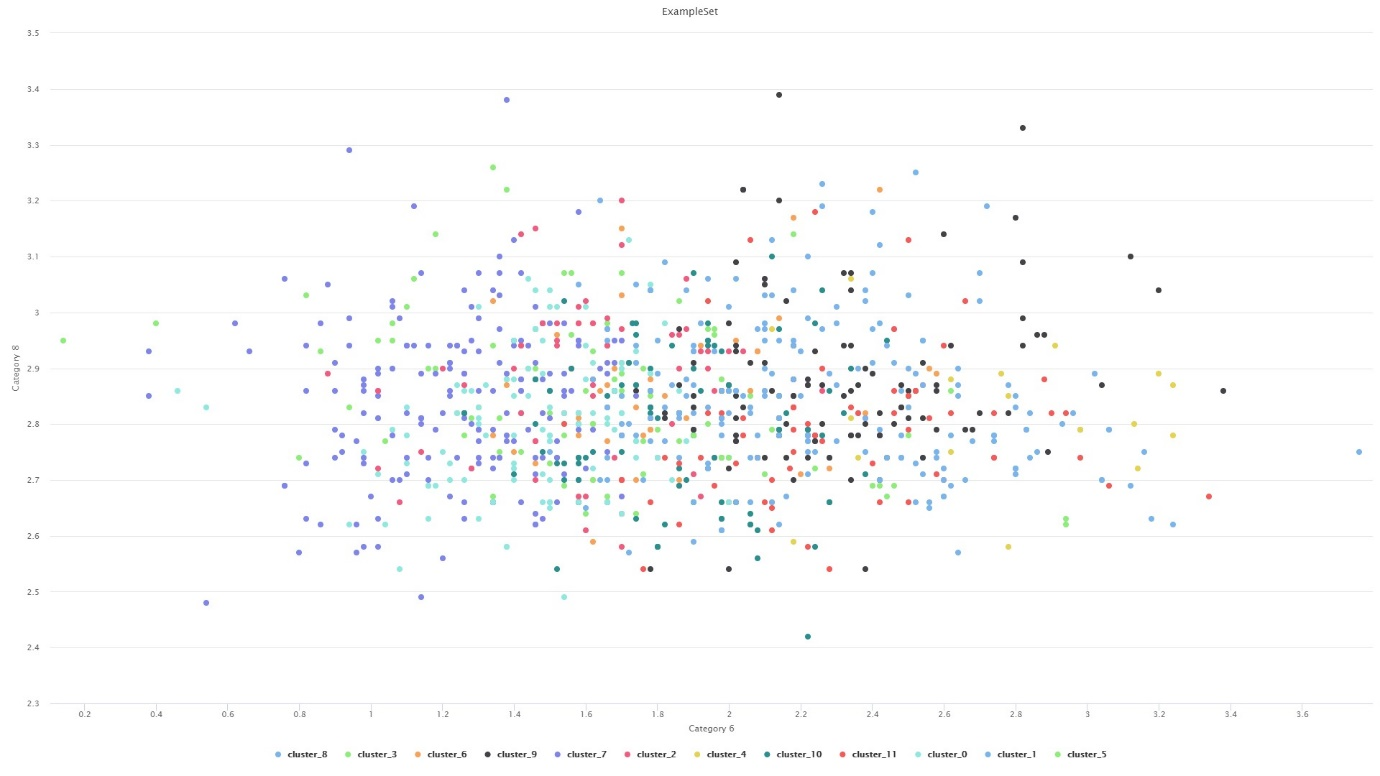 ExampleSet
3.5
3.4
3.3
3.2
3.1
3
2.9
2.8
2.7
2.6
2.5
2.4
2.3
Category 8
0.2 0.4 0.6 0.8 1 1.2 1.4 1.6 1.8 2 2.2 2.4 2.6 2.8 3 3.2 3.4 3.6
Category 6
cluster_8 cluster_3 cluster_6 cluster_9 cluster_7 cluster_2 cluster_4 cluster_10 cluster_11 cluster_0 cluster_1 cluster_5